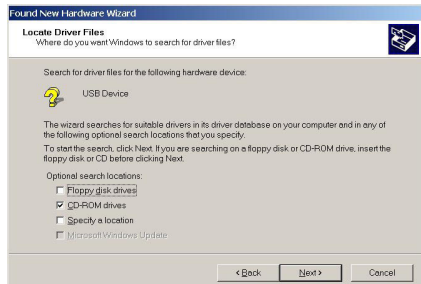 Found New Hardware Wizard
Locate Driver Files
Where do you want Windows to search for driver files?
Search for driver files for the following hardware device:
USB Device
The wizard searches for suitable drivers in its driver database on your computer and in any of
the following optional search locations that you specify.
To start the search, click Next. If you are searching on a floppy disk or CD-ROM drive, insert the
floppy disk or CD before clicking Next.
Optional search locations:
Floppy disk drives
CD-ROM drives
Specify a location
Microsoft Windows Update
< Back Next > Cancel